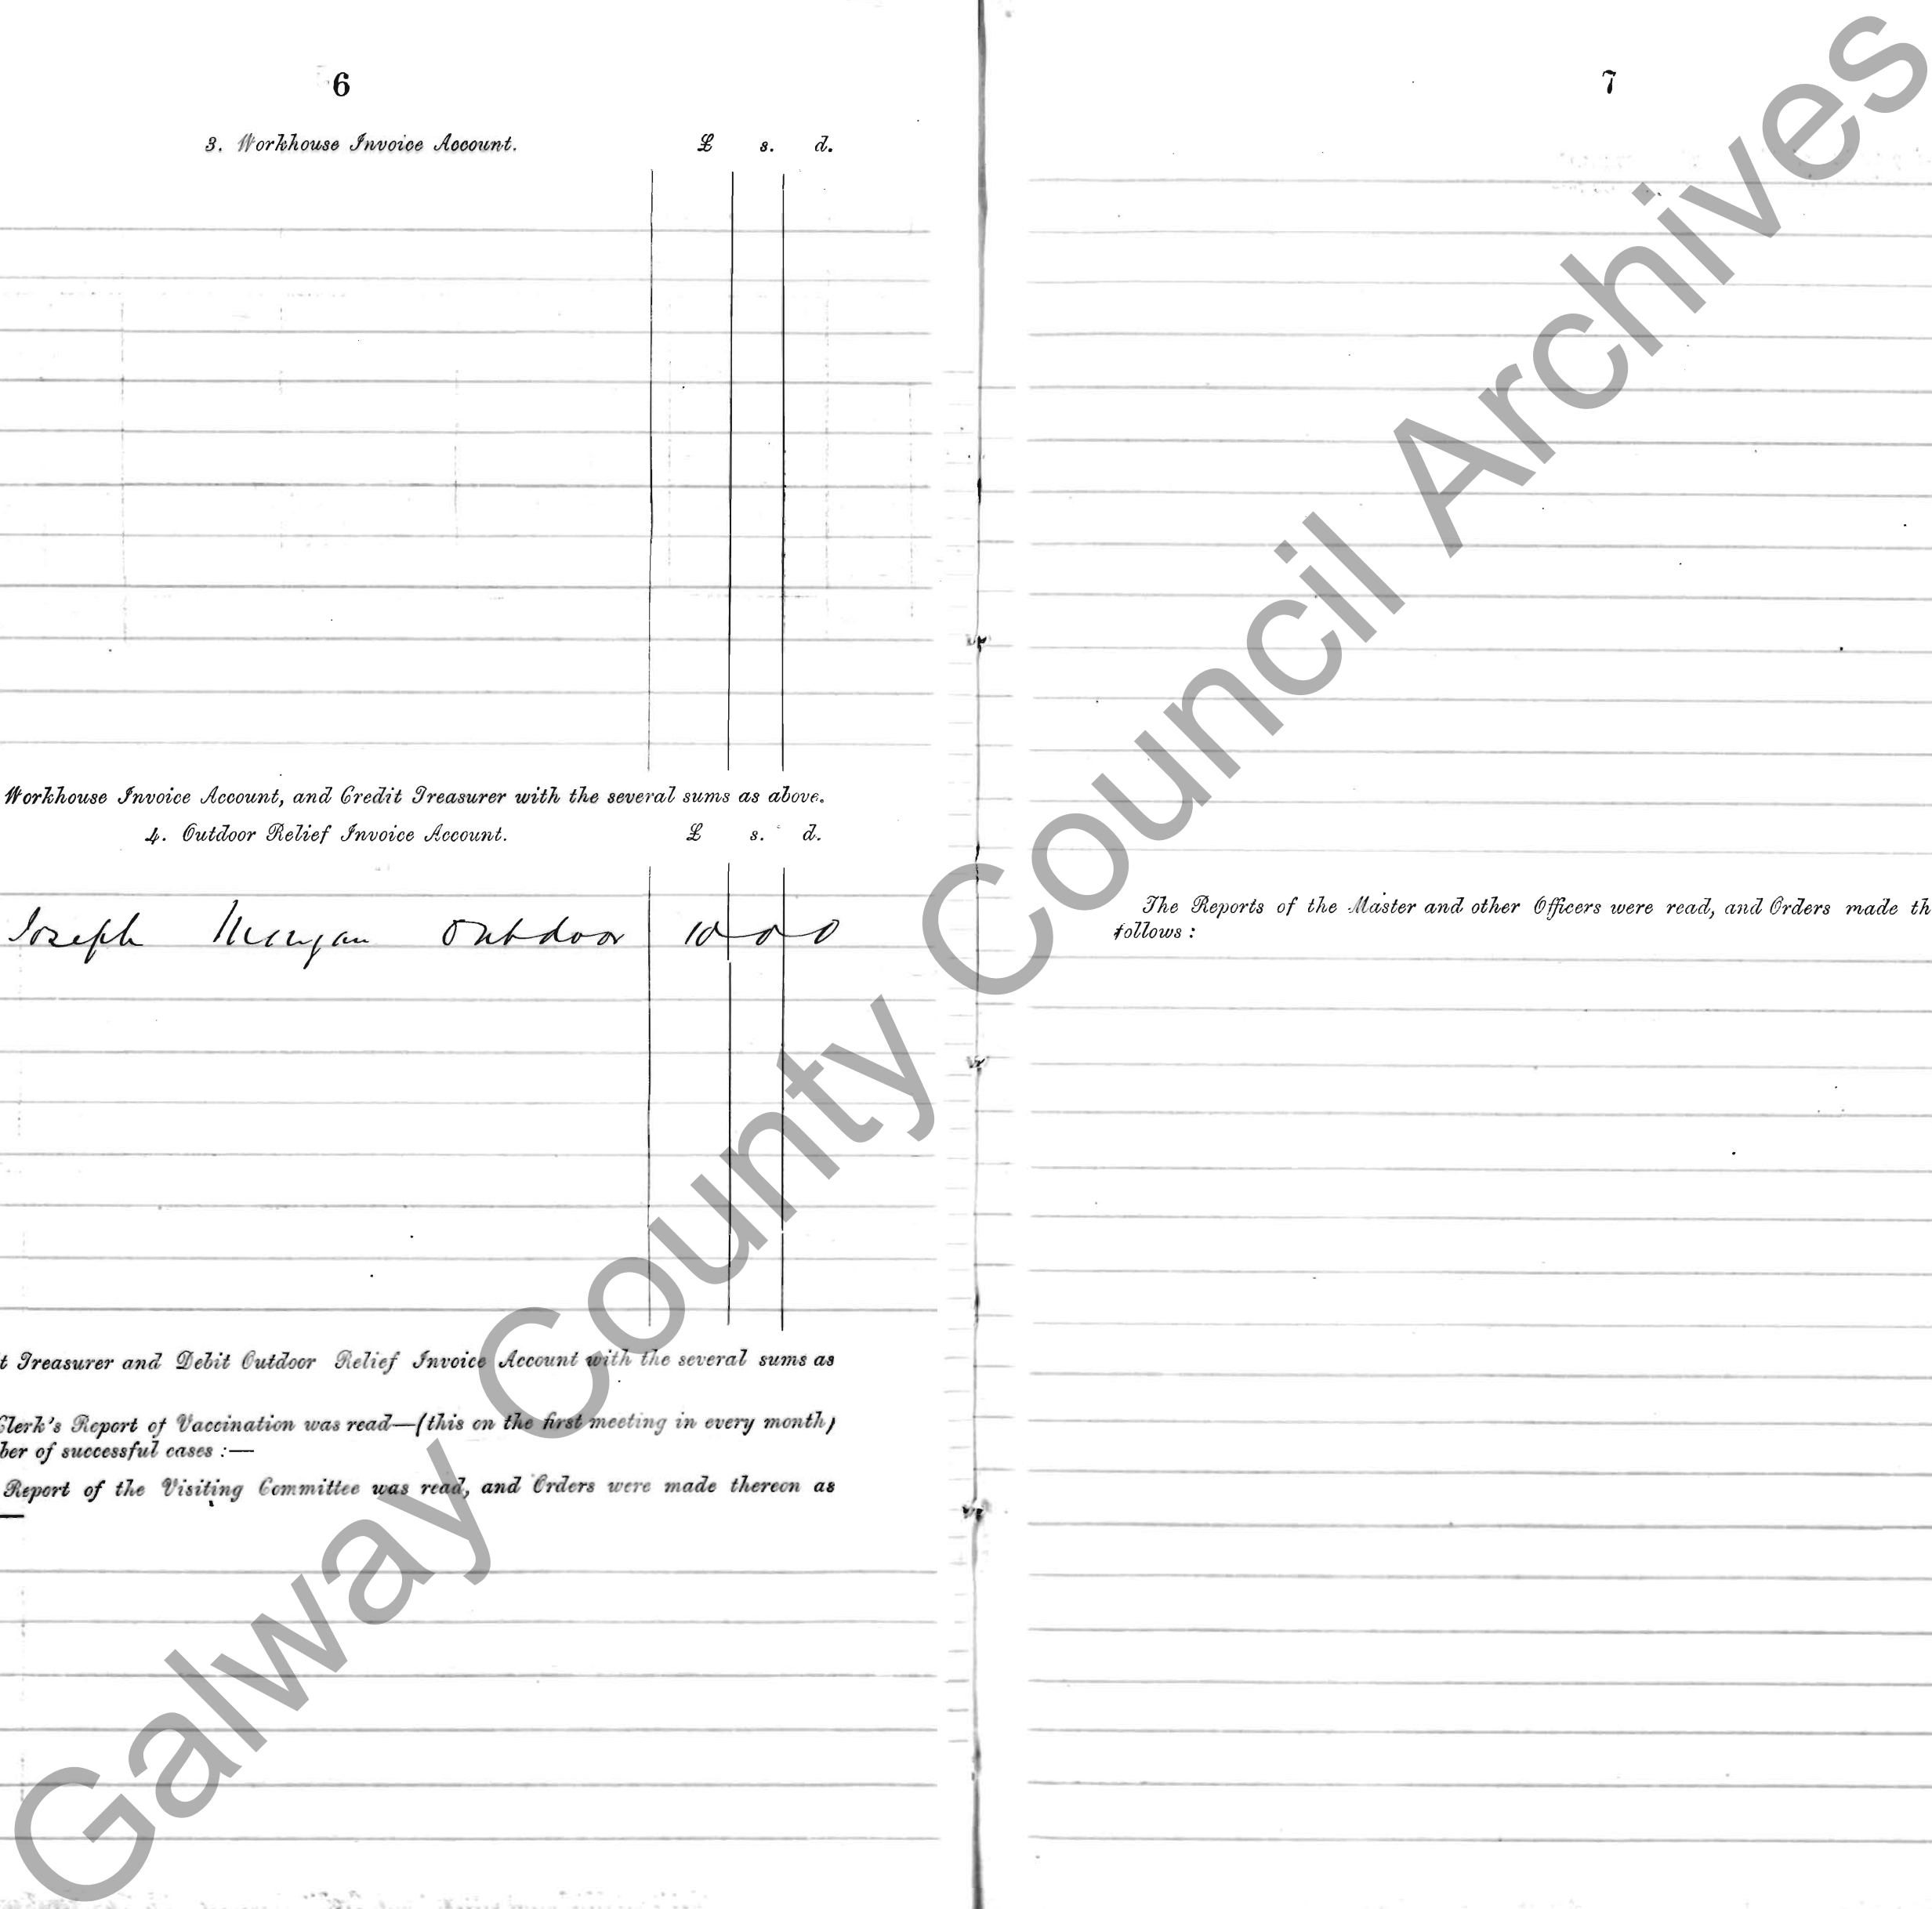 6
3. Workhouse Invoice Account. £ s. d.
Workhouse Invoice Account, and Credit Treasurer with the several sums as above.
4. Outdoor Relief Invoice Account. £ s. d.
Joseph Morgan Outdoor 10 0 0
t Treasurer and Debit Outdoor Relief Invoice Account with the several sums as
Clerk's Report of Vaccination was read—(this on the first meeting in every month)
ber of successful cases :—
Report of the Visiting Committee was read, and Orders were made thereon as
—
7
The Reports of the Master and other Officers were read, and Orders made th
follows :
Galway County Council Archives